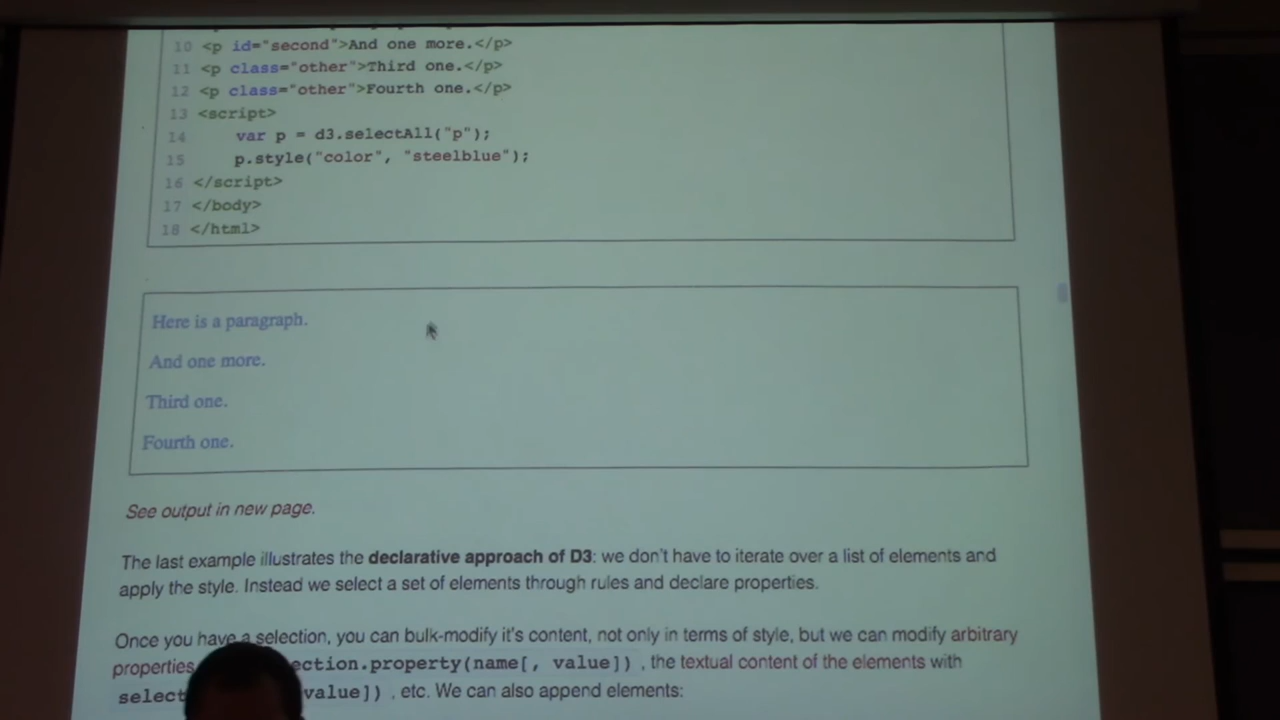 10 <p id="second">And one more.</p>
11 <p class="other">Third one.</p>
12 <p class="other">Fourth one.</p>
13 <script>
14 var p = d3.selectAll("p");
15 p.style("color", "steelblue");
16 </script>
17 </body>
18 </html>
Here is a paragraph.
And one more.
Third one.
Fourth one.
See output in new page.
The last example illustrates the declarative approach of D3: we don't have to iterate over a list of elements and
apply the style. Instead we select a set of elements through rules and declare properties.
Once you have a selection, you can bulk-modify it's content, not only in terms of style, but we can modify arbitrary
properties ection.property(name[, value]) , the textual content of the elements with
select value]) , etc. We can also append elements: